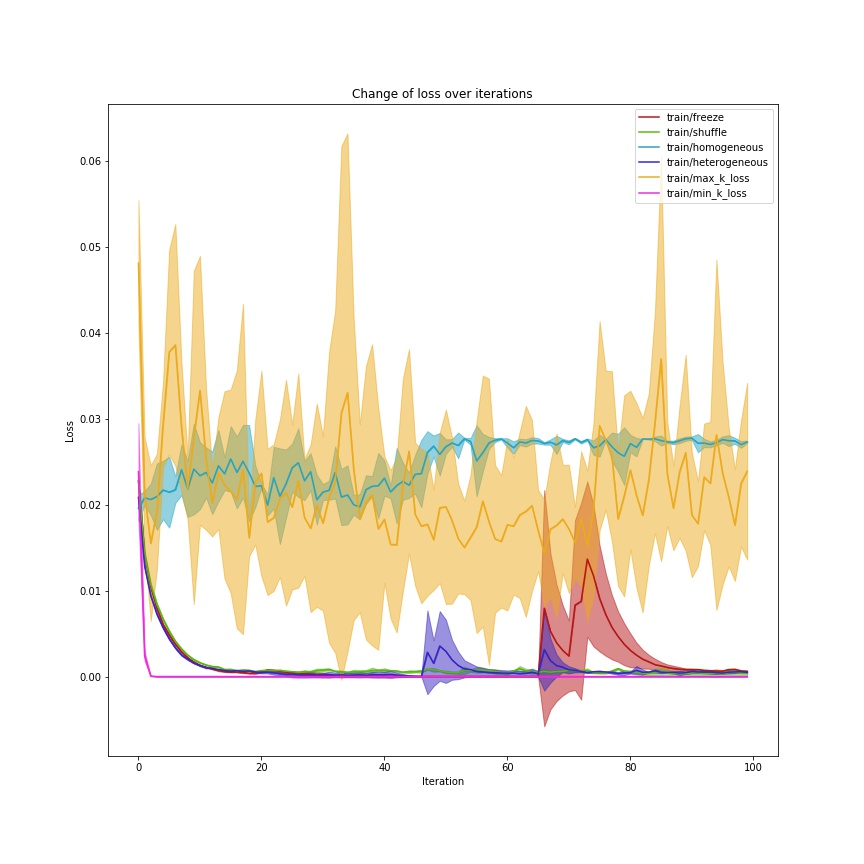 Change of loss over iterations
train/freeze
train/shuffle
train/homogeneous
train/heterogeneous
train/max_k_loss
train/min_k_loss
0.06
0.05
0.04
0.03
0.02
0.01
0.00
Loss
0 20 40 60 80 100
Iteration